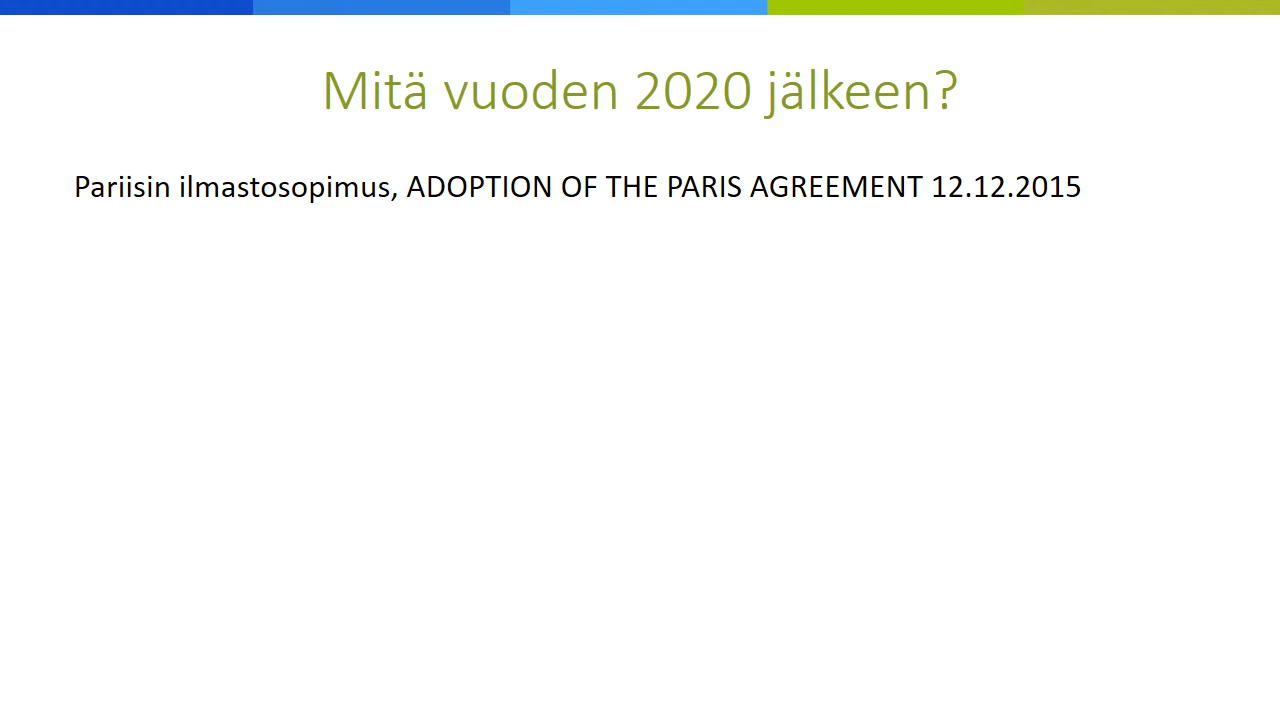 Mitä vuoden 2020 jälkeen?
Pariisin ilmastosopimus, ADOPTION OF THE PARIS AGREEMENT 12.12.2015